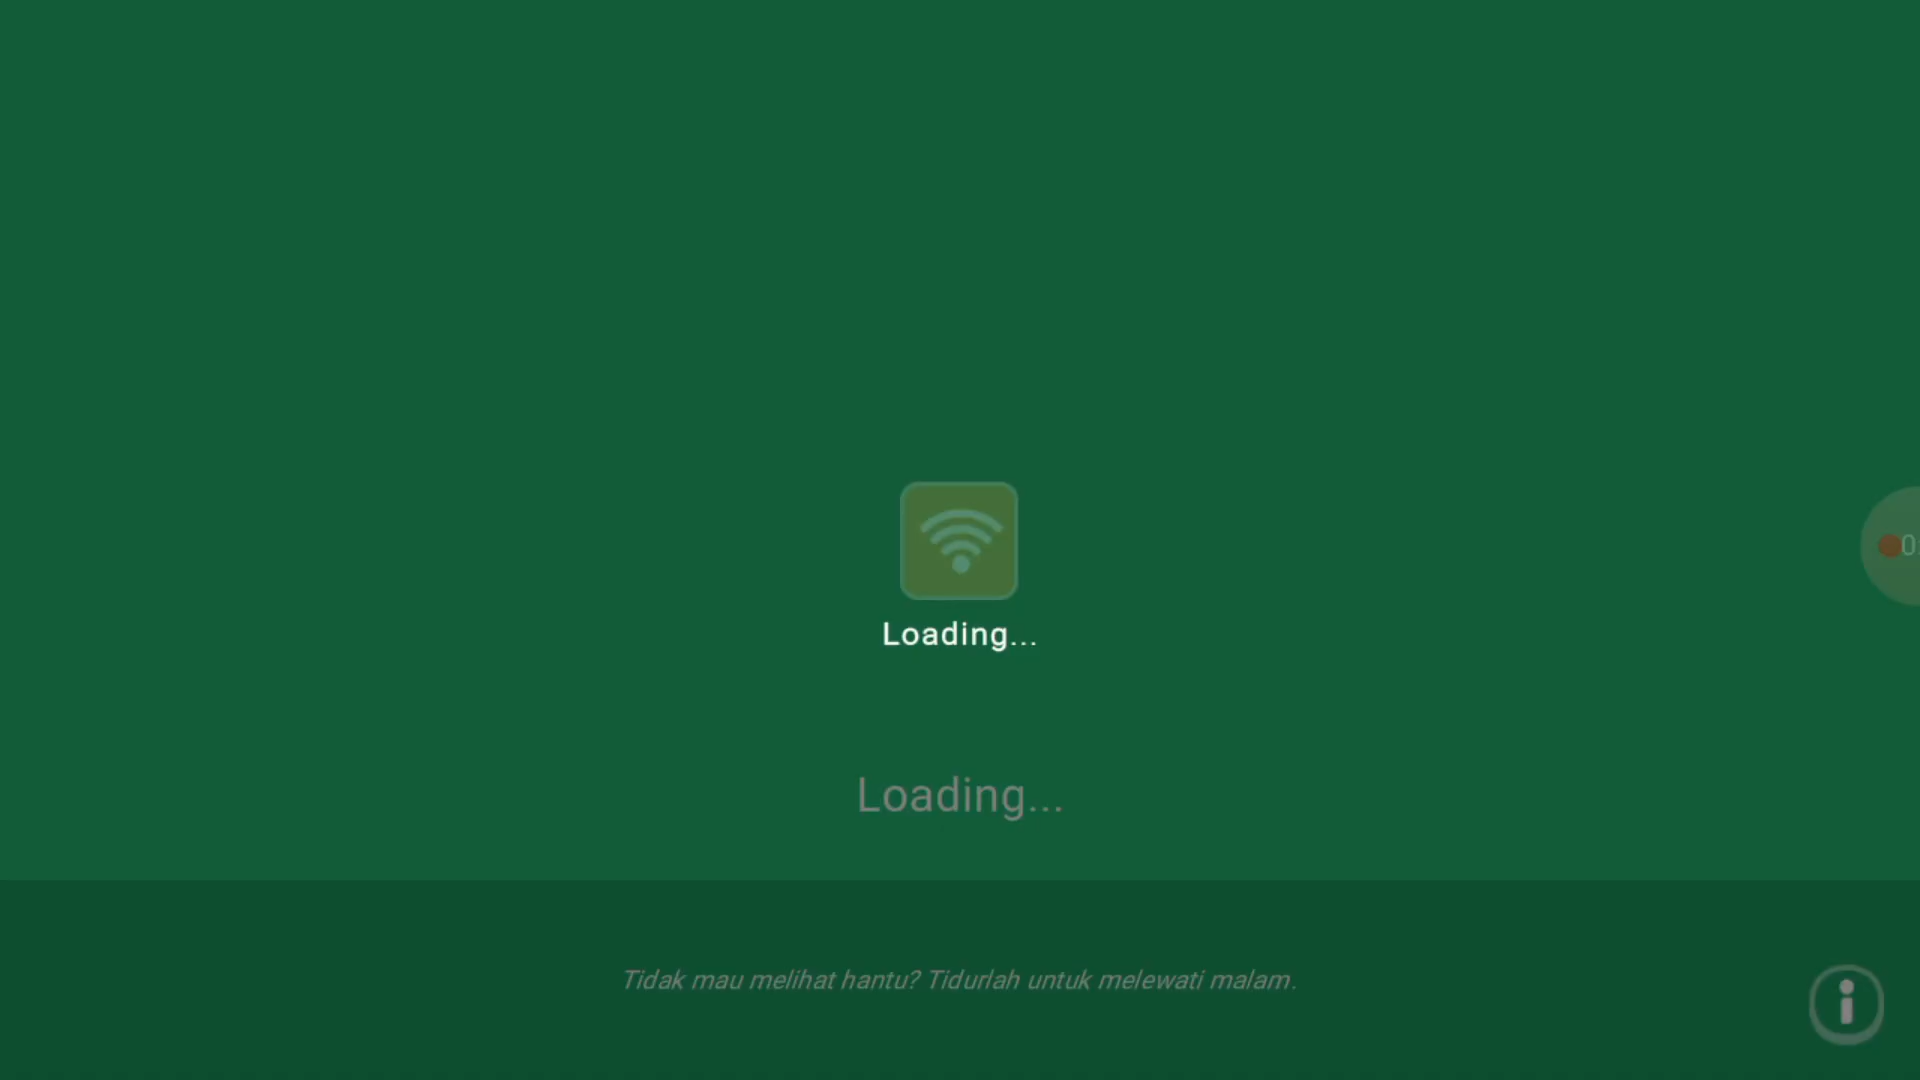 Loading...
Loading...
Tidak mau melihat hantu? Tidurlah untuk melewati malam.